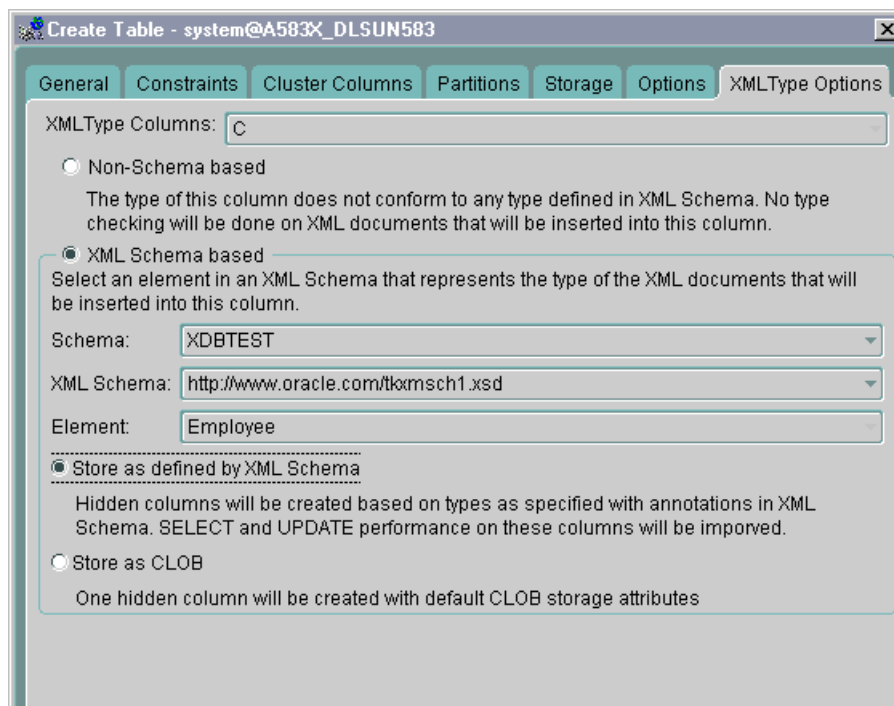 Create Table - system@A583X_DLSUN583
General Constraints Cluster Columns Partitions Storage Options XMLType Options
XMLType Columns: C
Non-Schema based
The type of this column does not conform to any type defined in XML Schema. No type
checking will be done on XML documents that will be inserted into this column.
XML Schema based
Select an element in an XML Schema that represents the type of the XML documents that will
be inserted into this column.
Schema: XDBTEST
XML Schema: http://www.oracle.com/tkxmsch1.xsd
Element: Employee
Store as defined by XML Schema
Hidden columns will be created based on types as specified with annotations in XML
Schema. SELECT and UPDATE performance on these columns will be imporved.
Store as CLOB
One hidden column will be created with default CLOB storage attributes